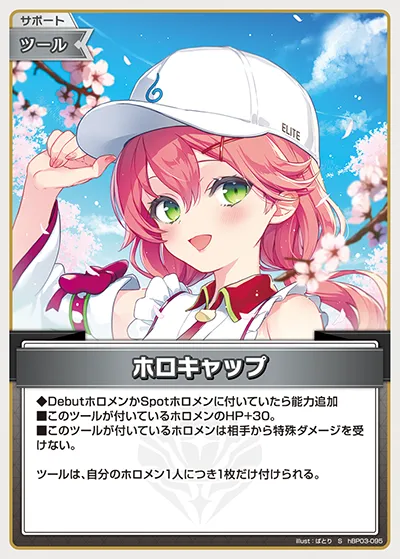 サポート
ツール
ELITE
ホロキャップ
◆DebutホロメンかSpotホロメンに付いていたら能力追加
■このツールが付いているホロメンのHP+30。
■このツールが付いているホロメンは相手から特殊ダメージを受
けない。
ツールは、自分のホロメン1人につき1枚だけ付けられる。
illust：ぱとり S hBP03-095